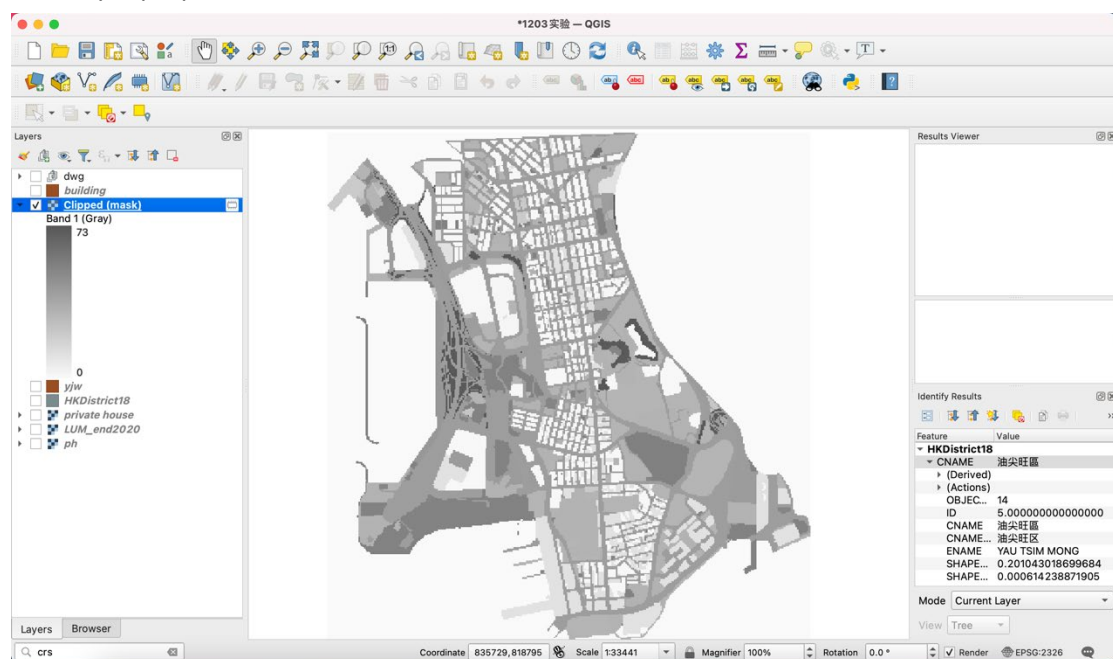 *1203实验 — QGIS
Layers
dwg
building
Clipped (mask)
Band 1 (Gray)
73
0
yjw
HKDistrict18
private house
LUM_end2020
ph
Layers Browser
Results Viewer
Identify Results
Feature Value
HKDistrict18
CNAME 油尖旺區
(Derived)
(Actions)
OBJEC... 14
ID 5.000000000000000
CNAME 油尖旺區
CNAME... 油尖旺区
ENAME YAU TSIM MONG
SHAPE... 0.201043018699684
SHAPE... 0.000614238871905
Mode Current Layer
View Tree
crs
Coordinate 835729,818795 Scale 1:33441 Magnifier 100% Rotation 0.0 ° Render EPSG:2326